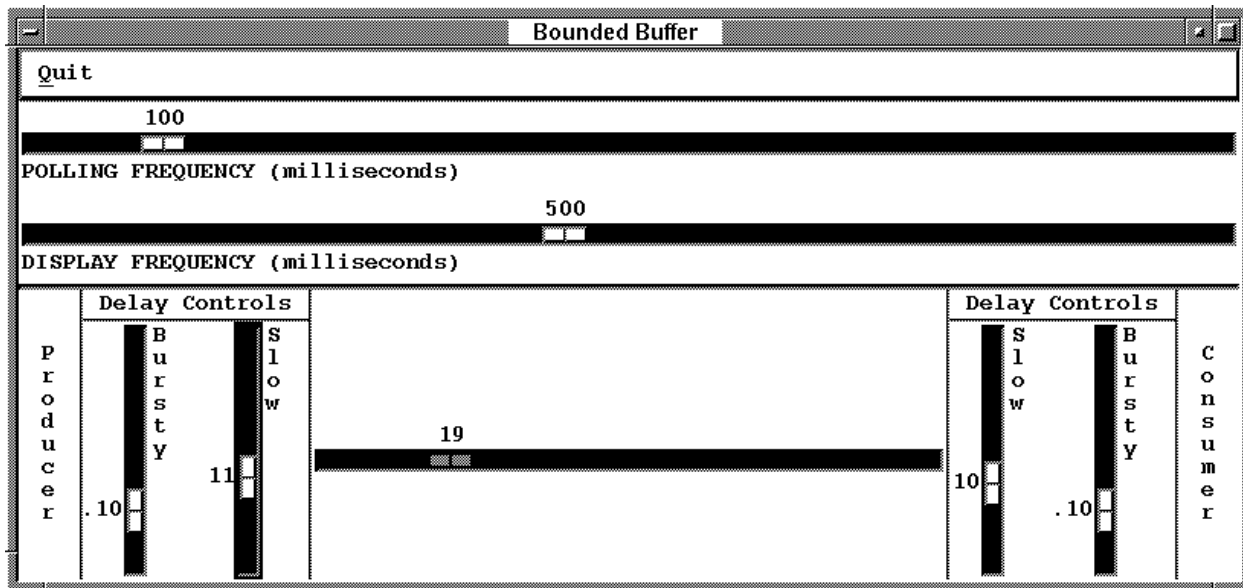 Bounded Buffer
Quit
100
POLLING FREQUENCY (milliseconds)
500
DISPLAY FREQUENCY (milliseconds)
Producer
Delay Controls
.10
Bursty
11
Slow
19
Delay Controls
10
Slow
.10
Bursty
Consumer